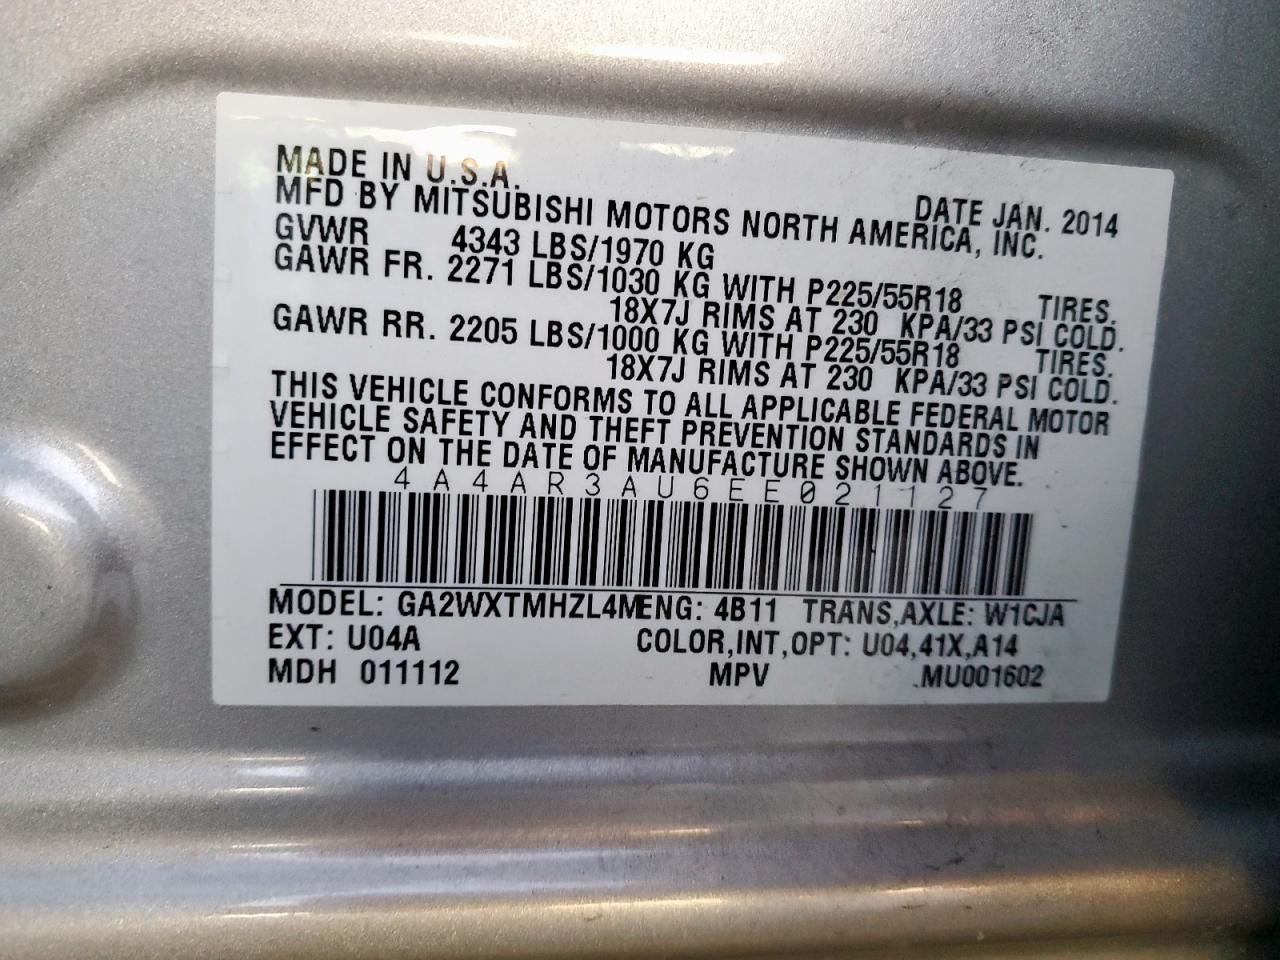 MADE IN U.S.A. DATE JAN. 2014
MFD BY MITSUBISHI MOTORS NORTH AMERICA, INC.
GVWR 4343 LBS/1970 KG
GAWR FR. 2271 LBS/1030 KG WITH P225/55R18 TIRES.
18X7J RIMS AT 230 KPA/33 PSI COLD.
GAWR RR. 2205 LBS/1000 KG WITH P225/55R18 TIRES.
18X7J RIMS AT 230 KPA/33 PSI COLD.
THIS VEHICLE CONFORMS TO ALL APPLICABLE FEDERAL MOTOR
VEHICLE SAFETY AND THEFT PREVENTION STANDARDS IN
EFFECT ON THE DATE OF MANUFACTURE SHOWN ABOVE.
4A4AR3AU6EE021127
MODEL: GA2WXTMHZL4MENG: 4B11 TRANS,AXLE: W1CJA
EXT: U04A COLOR,INT,OPT: U04,41X,A14
MDH 011112 MPV MU001602